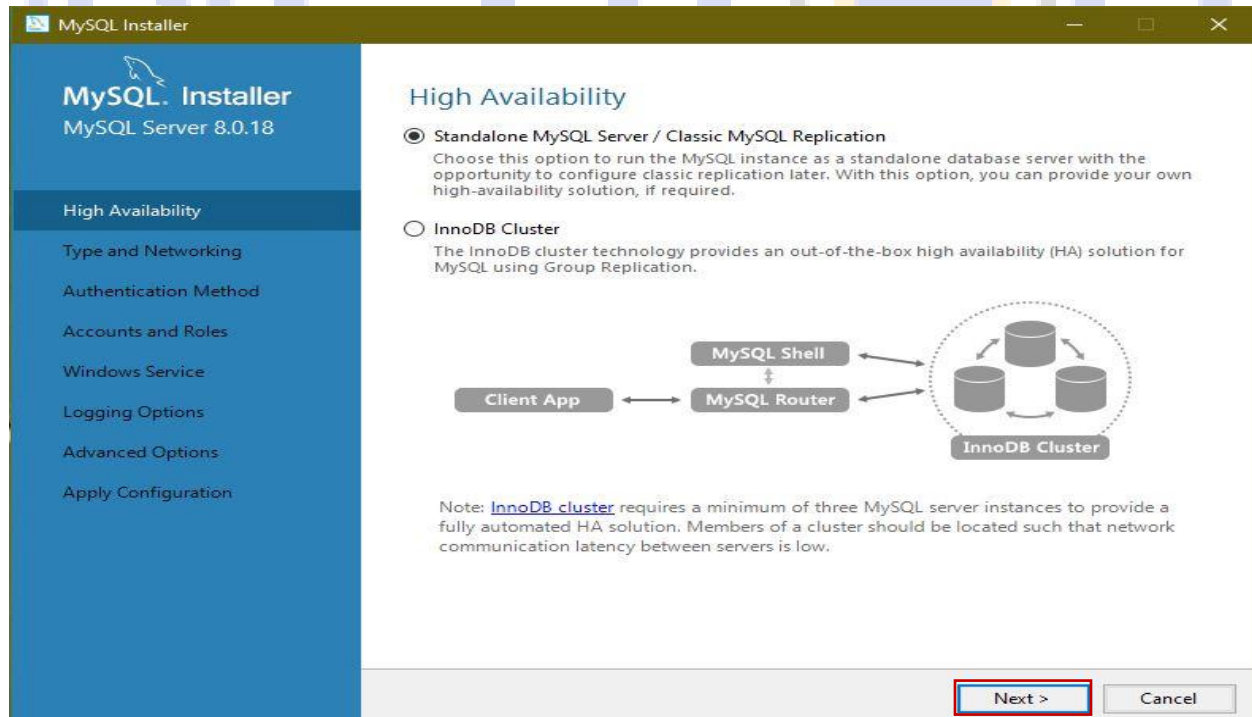 MySQL Installer
MySQL. Installer
MySQL Server 8.0.18
High Availability
Type and Networking
Authentication Method
Accounts and Roles
Windows Service
Logging Options
Advanced Options
Apply Configuration
High Availability
Standalone MySQL Server / Classic MySQL Replication
Choose this option to run the MySQL instance as a standalone database server with the
opportunity to configure classic replication later. With this option, you can provide your own
high-availability solution, if required.
InnoDB Cluster
The InnoDB cluster technology provides an out-of-the-box high availability (HA) solution for
MySQL using Group Replication.
MySQL Shell
Client App
MySQL Router
InnoDB Cluster
Note: InnoDB cluster requires a minimum of three MySQL server instances to provide a
fully automated HA solution. Members of a cluster should be located such that network
communication latency between servers is low.
Next >
Cancel